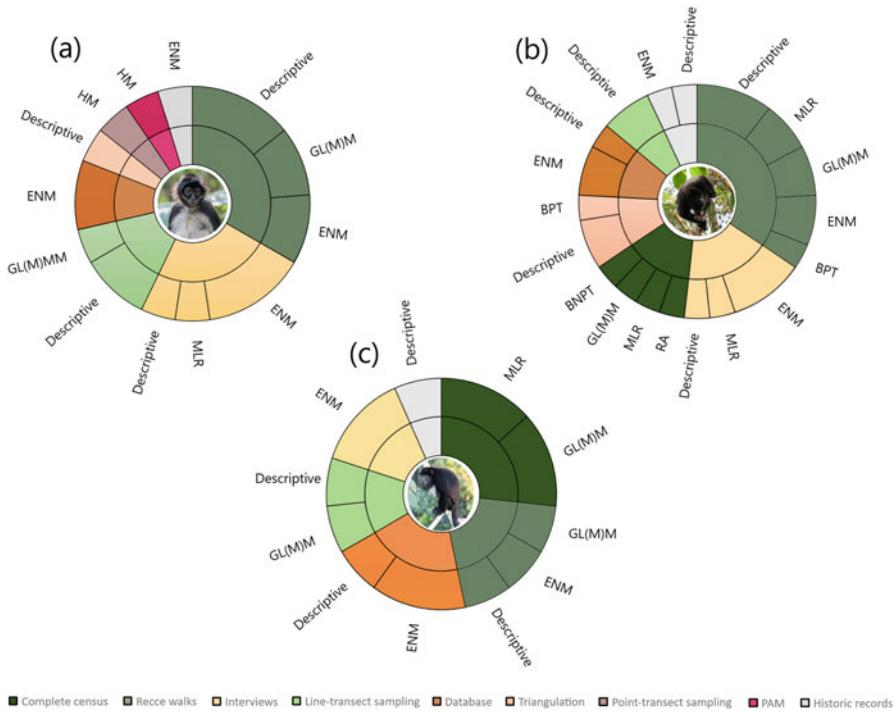 (a)
ENM
Descriptive
GL(M)M
ENM
ENM
MLR
Descriptive
Descriptive
GL(M)MM
ENM
Descriptive
HM
HM
(b)
Descriptive
Descriptive
ENM
Descriptive
Descriptive
MLR
GL(M)M
ENM
BPT
ENM
MLR
Descriptive
RA
MLR
GL(M)M
BNPT
Descriptive
BPT
ENM
(c)
Descriptive
MLR
GL(M)M
GL(M)M
ENM
Descriptive
ENM
Descriptive
GL(M)M
Descriptive
ENM
Complete census Recce walks Interviews Line-transect sampling Database Triangulation Point-transect sampling PAM Historic records